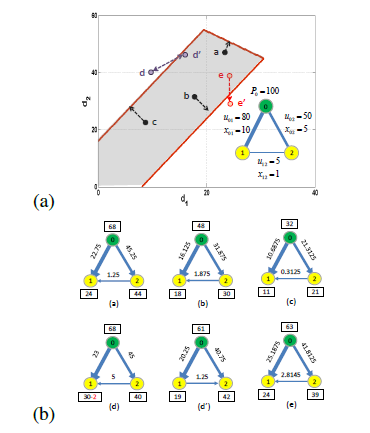 60
40
20
0
0
20
40
d₂
d₁
d
d'
a
e
e'
b
c
P₀=100
0
u₀₁=80
x₀₁=10
u₀₂=50
x₀₂=5
1
2
u₁₂=5
x₁₂=1
(a)
68
48
32
0
0
0
22.75
45.25
16.125
31.875
10.6875
21.3125
1 1.25 2
1 1.875 2
1 0.3125 2
24 44
18 30
11 21
(a)
(b)
(c)
68
61
63
0
0
0
23
45
20.25
40.75
25.1875
41.8125
1 5 2
1 1.25 2
1 2.8145 2
30-2 40
19 42
24 39
(d)
(d')
(e)
(b)